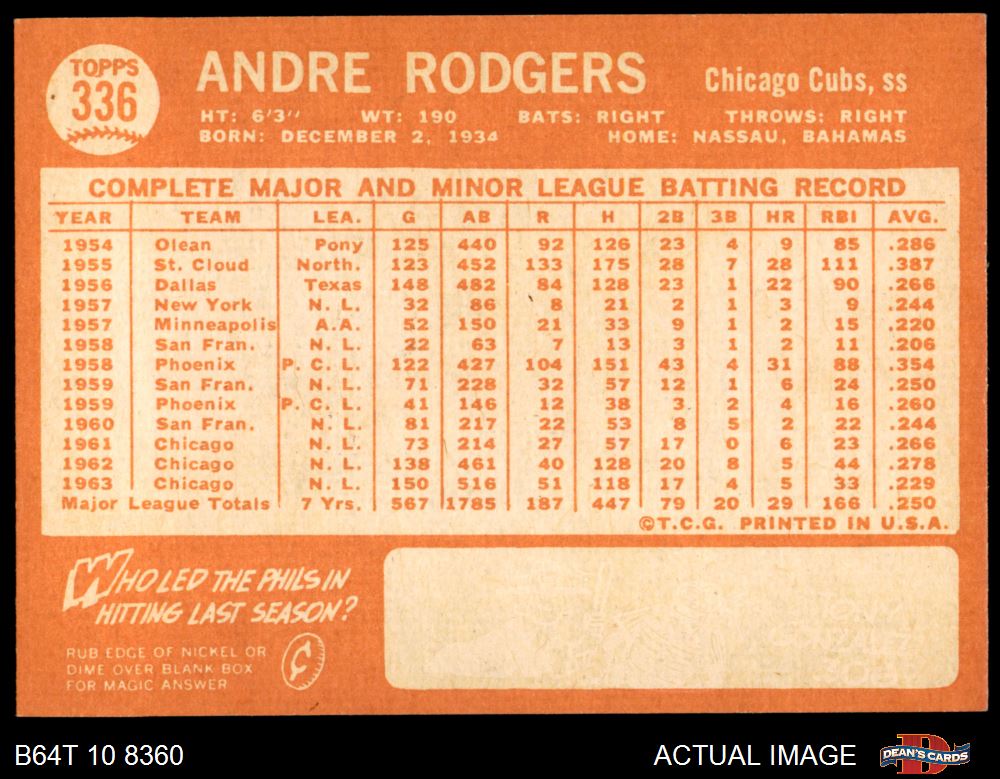 TOPPS
336
ANDRE RODGERS Chicago Cubs, ss
HT: 6'3" WT: 190 BATS: RIGHT THROWS: RIGHT
BORN: DECEMBER 2, 1934 HOME: NASSAU, BAHAMAS
COMPLETE MAJOR AND MINOR LEAGUE BATTING RECORD
YEAR TEAM LEA. G AB R H 2B 3B HR RBI AVG.
1954 Olean Pony 125 440 92 126 23 4 9 85 .286
1955 St. Cloud North. 123 452 133 175 28 7 28 111 .387
1956 Dallas Texas 148 482 84 128 23 1 22 90 .266
1957 New York N. L. 32 86 8 21 2 1 3 9 .244
1957 Minneapolis A.A. 52 150 21 33 9 1 2 15 .220
1958 San Fran. N. L. 22 63 7 13 3 1 2 11 .206
1958 Phoenix P. C. L. 122 427 104 151 43 4 31 88 .354
1959 San Fran. N. L. 71 228 32 57 12 1 6 24 .250
1959 Phoenix P. C. L. 41 146 12 38 3 2 4 16 .260
1960 San Fran. N. L. 81 217 22 53 8 5 2 22 .244
1961 Chicago N. L. 73 214 27 57 17 0 6 23 .266
1962 Chicago N. L. 138 461 40 128 20 8 5 44 .278
1963 Chicago N. L. 150 516 51 118 17 4 5 33 .229
Major League Totals 7 Yrs. 567 1785 187 447 79 20 29 166 .250
©T.C.G. PRINTED IN U.S.A.
WHO LED THE PHILS IN
HITTING LAST SEASON?
RUB EDGE OF NICKEL OR
DIME OVER BLANK BOX
FOR MAGIC ANSWER
B64T 10 8360 ACTUAL IMAGE DEAN'S CARDS